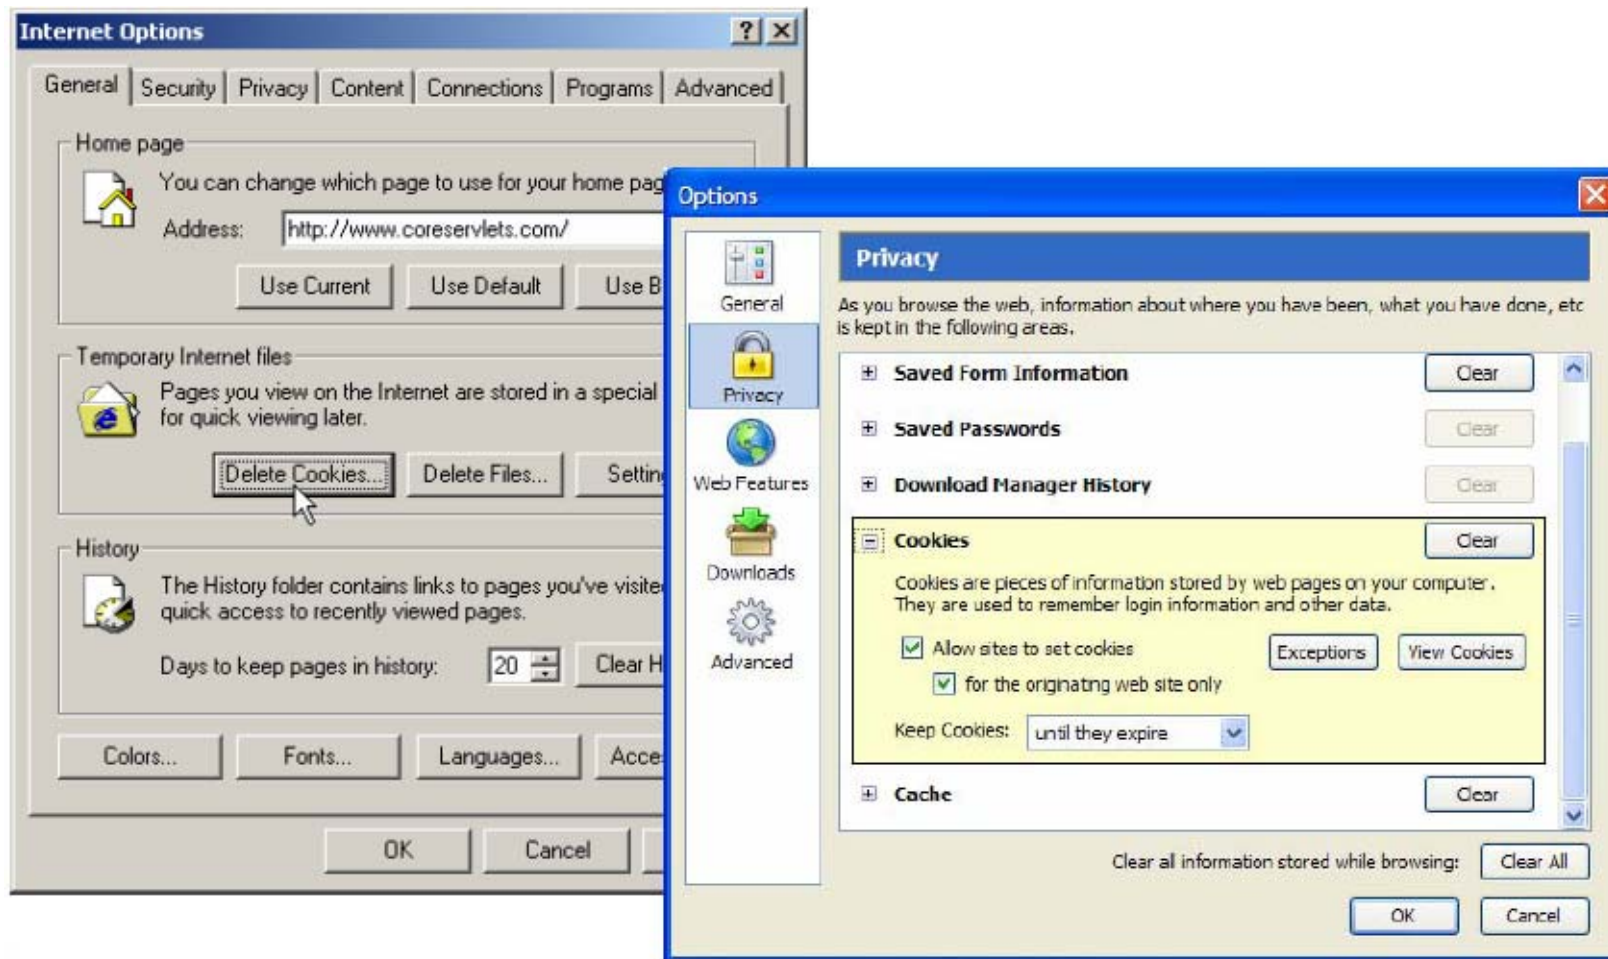 Internet Options
General Security Privacy Content Connections Programs Advanced
Home page
You can change which page to use for your home pag
Address: http://www.coreservlets.com/
Use Current Use Default Use B
Temporary Internet files
Pages you view on the Internet are stored in a special
for quick viewing later.
Delete Cookies... Delete Files... Settin
History
The History folder contains links to pages you've visite
quick access to recently viewed pages.
Days to keep pages in history: 20 Clear H
Colors... Fonts... Languages... Acce
OK Cancel
Options
General
Privacy
Web Features
Downloads
Advanced
Privacy
As you browse the web, information about where you have been, what you have done, etc
is kept in the following areas.
Saved Form Information Clear
Saved Passwords Clear
Download Manager History Clear
Cookies Clear
Cookies are pieces of information stored by web pages on your computer.
They are used to remember login information and other data.
Allow sites to set cookies Exceptions View Cookies
for the originating web site only
Keep Cookies: until they expire
Cache Clear
Clear all information stored while browsing: Clear All
OK Cancel